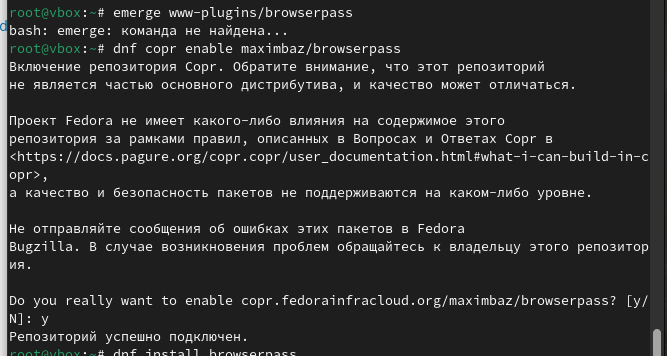 root@vbox:~# emerge www-plugins/browserpass
bash: emerge: команда не найдена...
root@vbox:~# dnf copr enable maximbaz/browserpass
Включение репозитория Copr. Обратите внимание, что этот репозиторий
не является частью основного дистрибутива, и качество может отличаться.
Проект Fedora не имеет какого-либо влияния на содержимое этого
репозитория за рамками правил, описанных в Вопросах и Ответах Copr в
<https://docs.pagure.org/copr.copr/user_documentation.html#what-i-can-build-in-c
opr>,
а качество и безопасность пакетов не поддерживаются на каком-либо уровне.
Не отправляйте сообщения об ошибках этих пакетов в Fedora
Bugzilla. В случае возникновения проблем обращайтесь к владельцу этого репозитор
ия.
Do you really want to enable copr.fedorainfracloud.org/maximbaz/browserpass? [y/
N]: y
Репозиторий успешно подключен.
root@vbox:~# dnf install browserpass